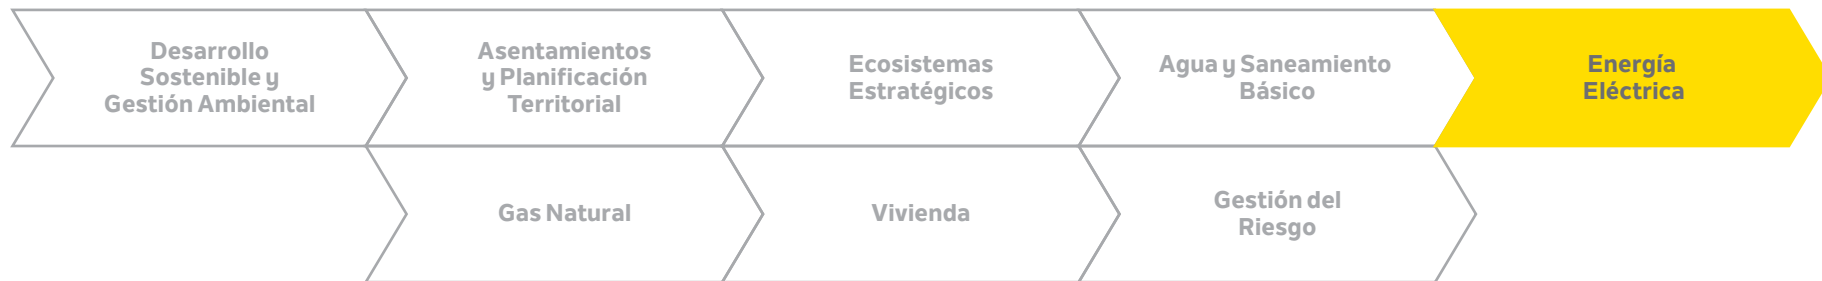 Desarrollo
Sostenible y
Gestión Ambiental
Asentamientos
y Planificación
Territorial
Ecosistemas
Estratégicos
Agua y Saneamiento
Básico
Energía
Eléctrica
Gas Natural
Vivienda
Gestión del
Riesgo